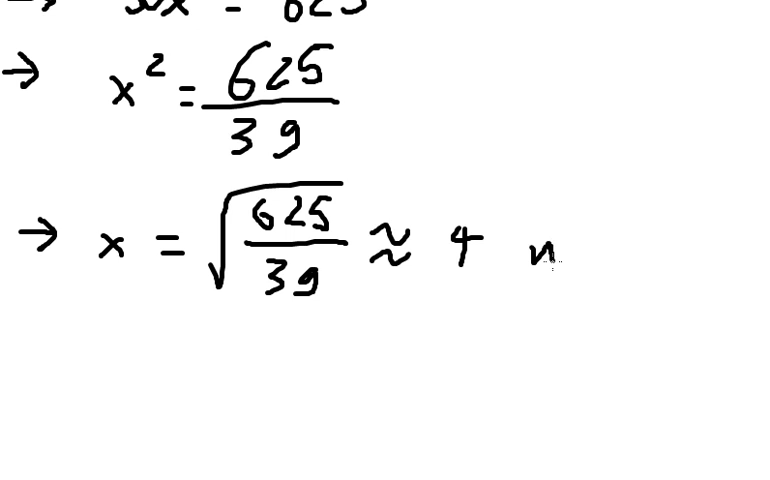 → x² = 625/39
→ x = √(625/39) ≈ 4